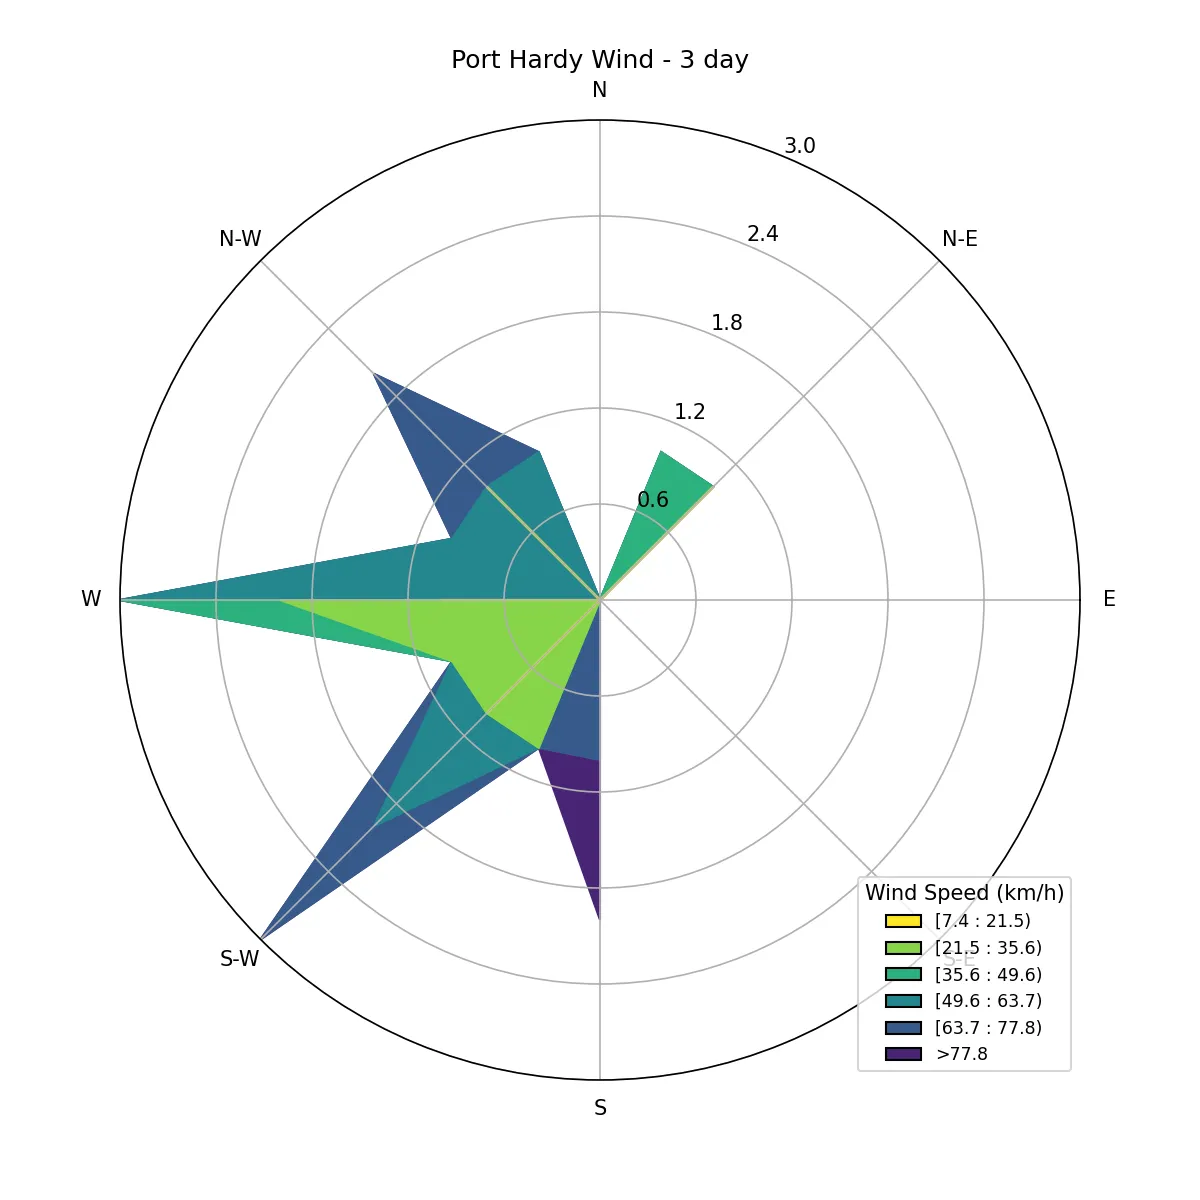 Port Hardy Wind - 3 day
N
3.0
N-W
N-E
2.4
1.8
1.2
0.6
W
E
S-W
S-E
S
Wind Speed (km/h)
[7.4 : 21.5)
[21.5 : 35.6)
[35.6 : 49.6)
[49.6 : 63.7)
[63.7 : 77.8)
>77.8